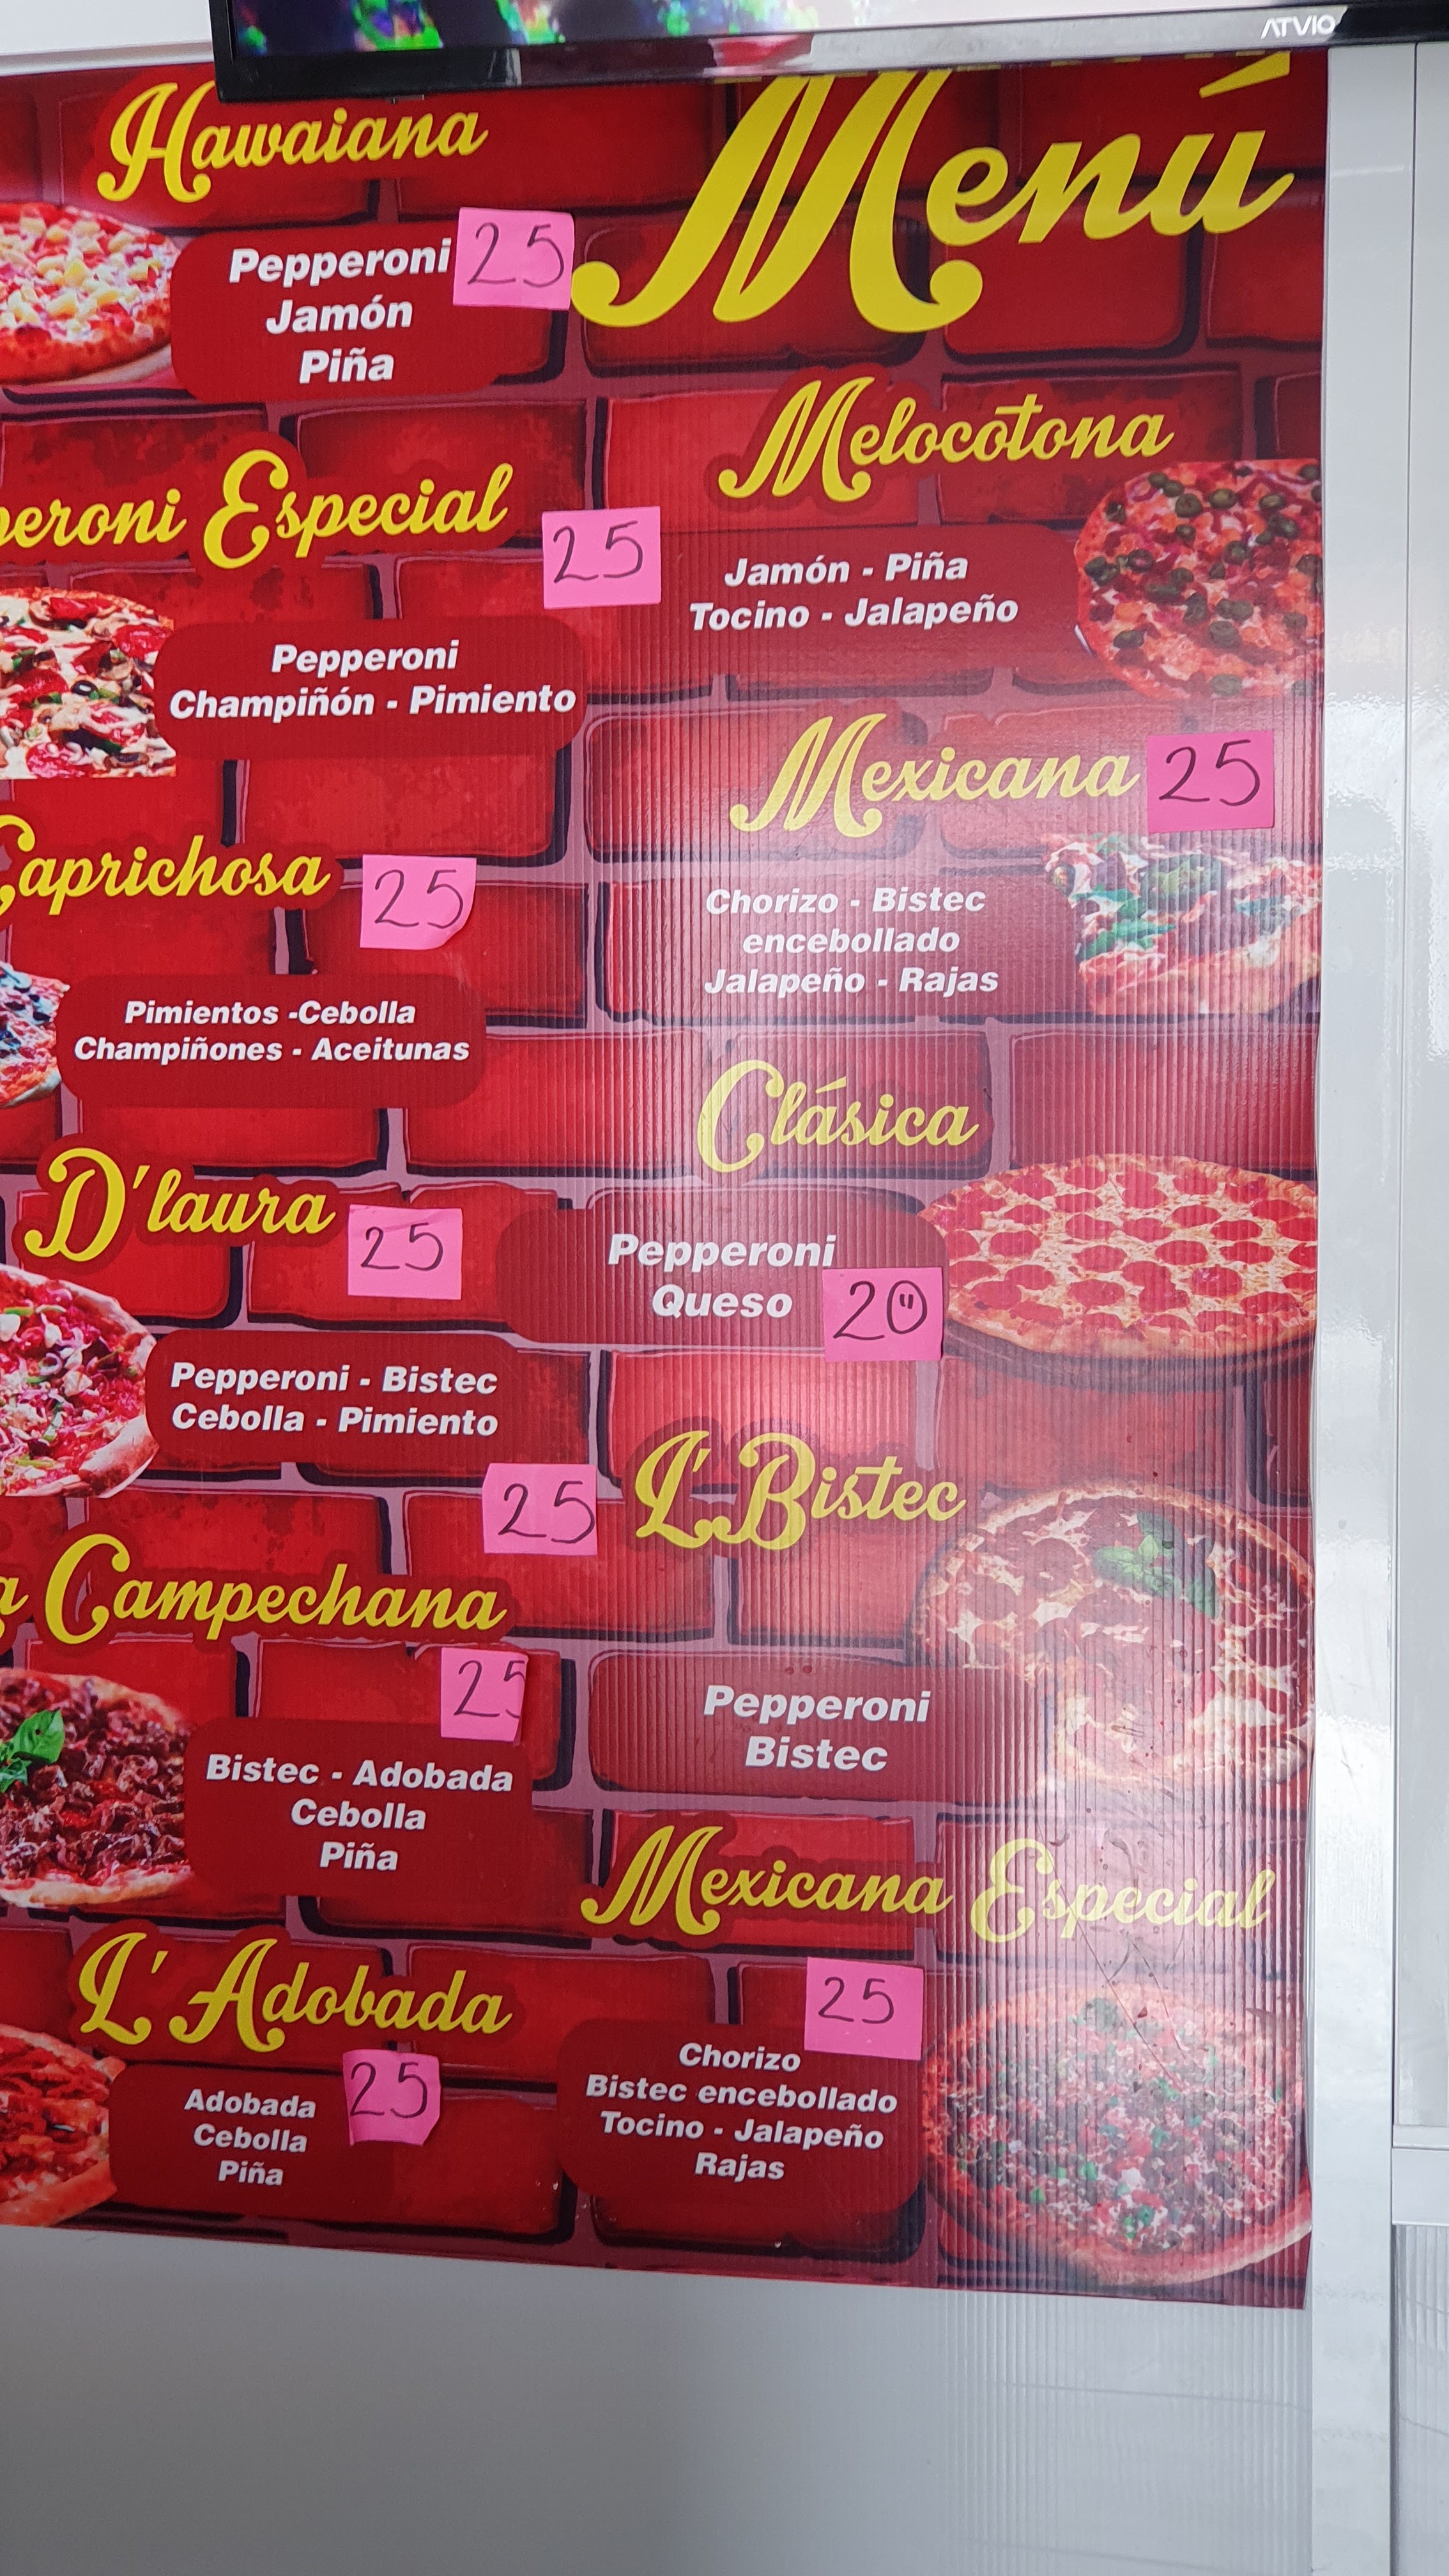 ATVIO
Menú
Hawaiana
Pepperoni 25
Jamón
Piña
Especial
25
Pepperoni
Champiñón - Pimiento
Caprichosa 25
Pimientos -Cebolla
Champiñones - Aceitunas
D'laura 25
Pepperoni - Bistec
Cebolla - Pimiento
Campechana
25
Bistec - Adobada
Cebolla
Piña
L' Adobada
25
Adobada
Cebolla
Piña
Melocotona
Jamón - Piña
Tocino - Jalapeño
Mexicana 25
Chorizo - Bistec
encebollado
Jalapeño - Rajas
Clásica
Pepperoni
Queso 20
25 L'Bistec
Pepperoni
Bistec
Mexicana Especial
25
Chorizo
Bistec encebollado
Tocino - Jalapeño
Rajas